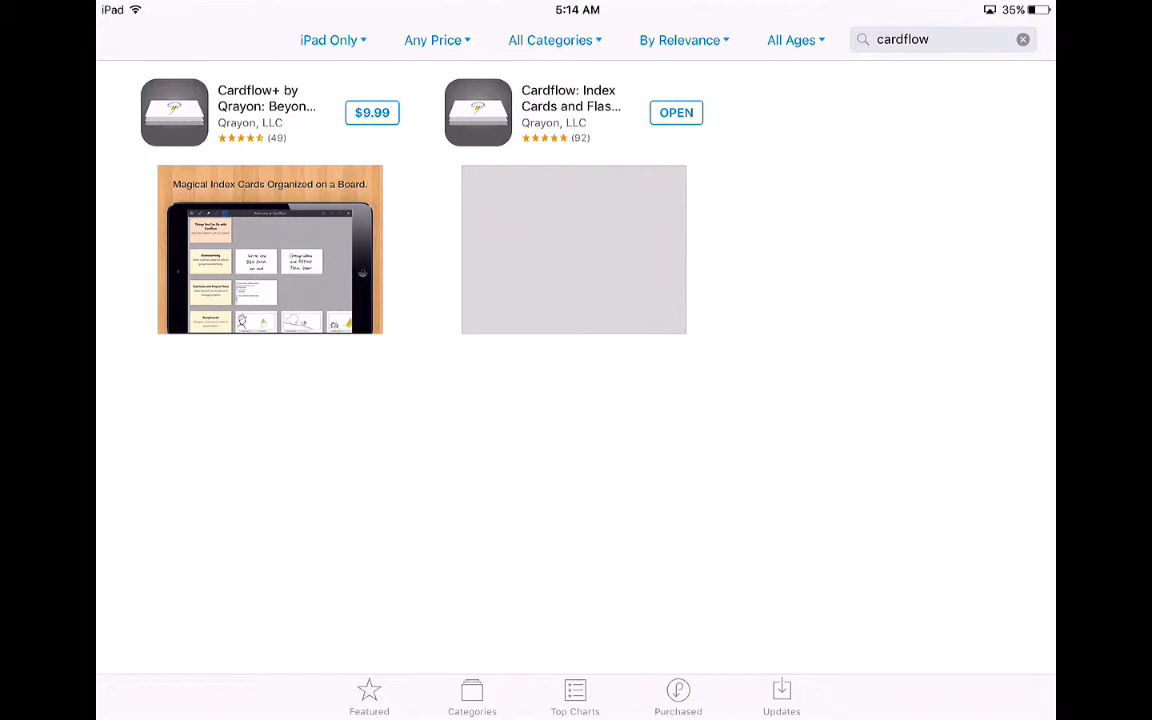 iPad
5:14 AM
35%
iPad Only
Any Price
All Categories
By Relevance
All Ages
cardflow
Cardflow+ by
Qrayon: Beyon...
Qrayon, LLC
(49)
$9.99
Cardflow: Index
Cards and Flas...
Qrayon, LLC
(92)
OPEN
Magical Index Cards Organized on a Board.
Featured
Categories
Top Charts
Purchased
Updates